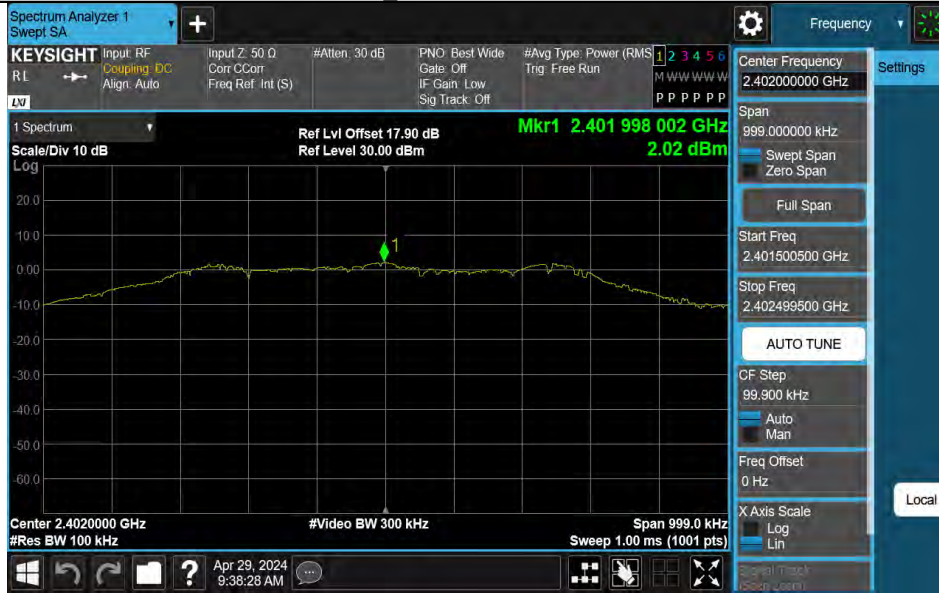 Spectrum Analyzer 1
Swept SA
+
Frequency
KEYSIGHT
RL
LXI
Input: RF
Coupling: DC
Align: Auto
Input Z: 50 Ω
Corr CCorr
Freq Ref: Int (S)
#Atten: 30 dB
PNO: Best Wide
Gate: Off
IF Gain: Low
Sig Track: Off
#Avg Type: Power (RMS
Trig: Free Run
1 2 3 4 5 6
M W W W W W
P P P P P P
1 Spectrum
Scale/Div 10 dB
Ref Lvl Offset 17.90 dB
Ref Level 30.00 dBm
Mkr1 2.401 998 002 GHz
2.02 dBm
Log
20.0
10.0
0.00
-10.0
-20.0
-30.0
-40.0
-50.0
-60.0
1
Center 2.4020000 GHz
#Res BW 100 kHz
#Video BW 300 kHz
Span 999.0 kHz
Sweep 1.00 ms (1001 pts)
?
Apr 29, 2024
9:38:28 AM
Center Frequency
2.402000000 GHz
Span
999.000000 kHz
Swept Span
Zero Span
Full Span
Start Freq
2.401500500 GHz
Stop Freq
2.402499500 GHz
AUTO TUNE
CF Step
99.900 kHz
Auto
Man
Freq Offset
0 Hz
X Axis Scale
Log
Lin
Signal Track
(Span Zoom)
Settings
Local